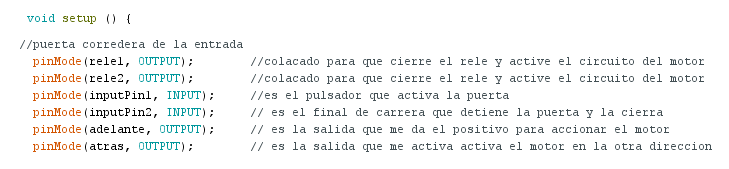 void setup () {
//puerta corredera de la entrada
pinMode(rele1, OUTPUT); //colacado para que cierre el rele y active el circuito del motor
pinMode(rele2, OUTPUT); //colacado para que cierre el rele y active el circuito del motor
pinMode(inputPin1, INPUT); //es el pulsador que activa la puerta
pinMode(inputPin2, INPUT); // es el final de carrera que detiene la puerta y la cierra
pinMode(adelante, OUTPUT); // es la salida que me da el positivo para accionar el motor
pinMode(atras, OUTPUT); // es la salida que me activa activa el motor en la otra direccion